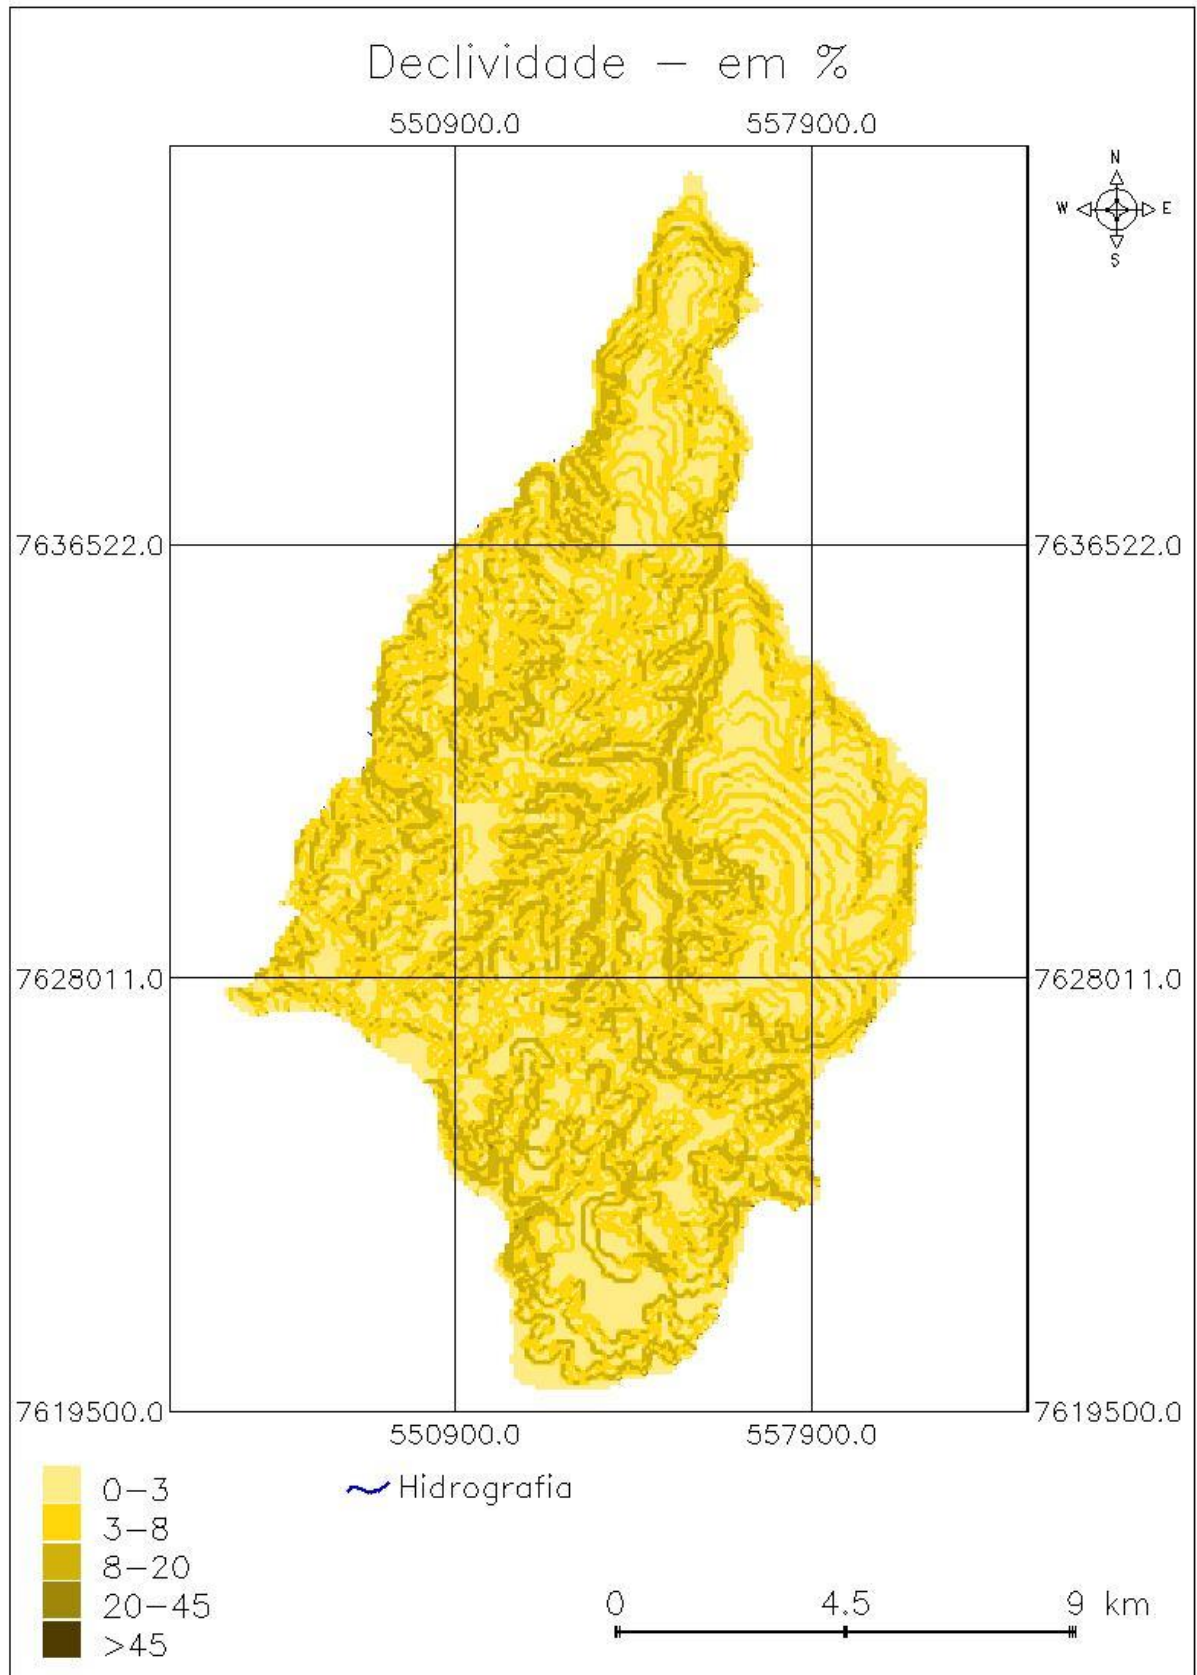 Declividade - em %
550900.0 557900.0
N
W E
S
7636522.0 7636522.0
7628011.0 7628011.0
7619500.0 7619500.0
550900.0 557900.0
0-3
Hidrografia
3-8
8-20
20-45
>45
0 4.5 9 km